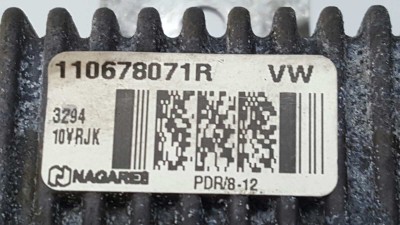 110678071R VW
3294
10VRJK
NAGARES
PDR/8-12